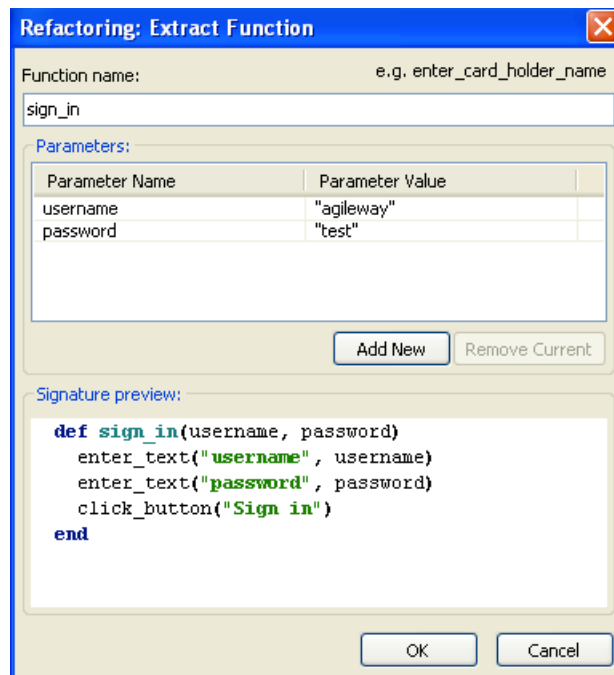 Refactoring: Extract Function
Function name: e.g. enter_card_holder_name
sign_in
Parameters:
Parameter Name Parameter Value
username "agileway"
password "test"
Add New Remove Current
Signature preview:
def sign_in(username, password)
enter_text("username", username)
enter_text("password", password)
click_button("Sign in")
end
OK Cancel